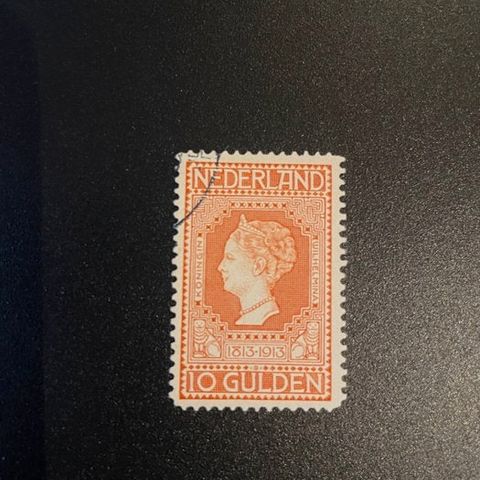 NEDERLAND
KONINGIN
WILHELMINA
1813·1913
10 GULDEN